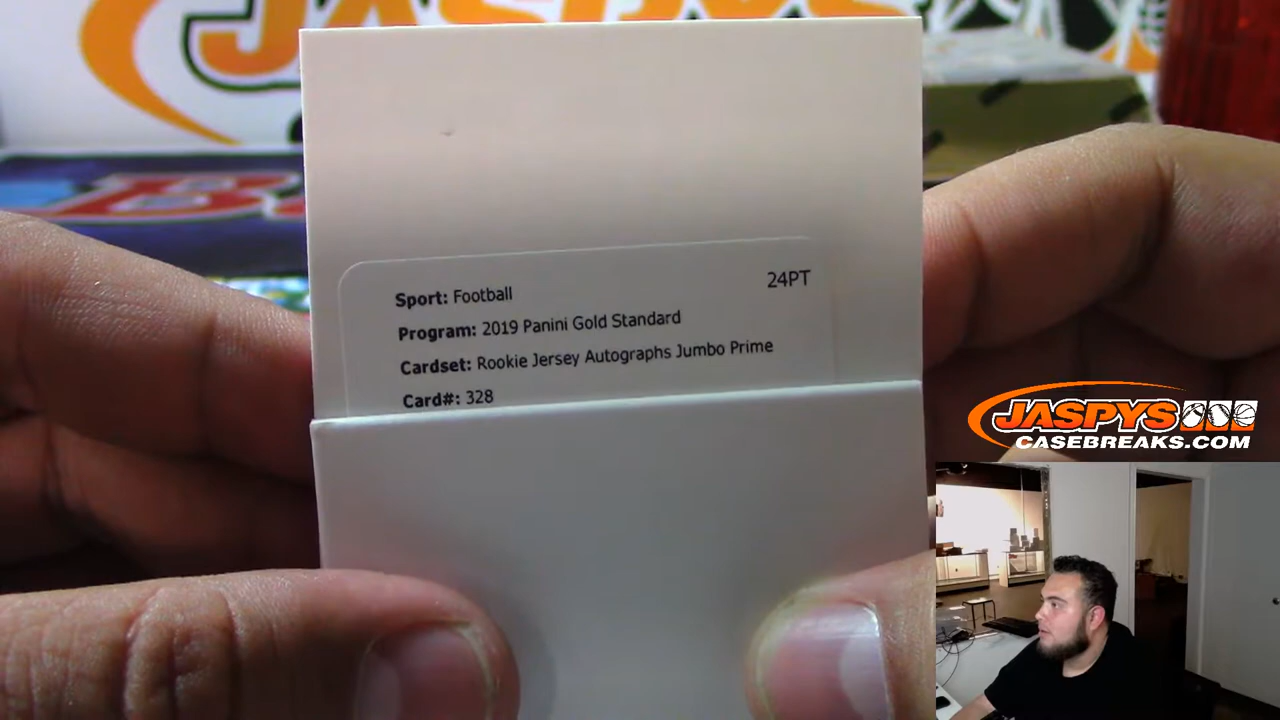 JASPYS
B
Sport: Football
24PT
Program: 2019 Panini Gold Standard
Cardset: Rookie Jersey Autographs Jumbo Prime
Card#: 328
JASPYS
CASEBREAKS.COM